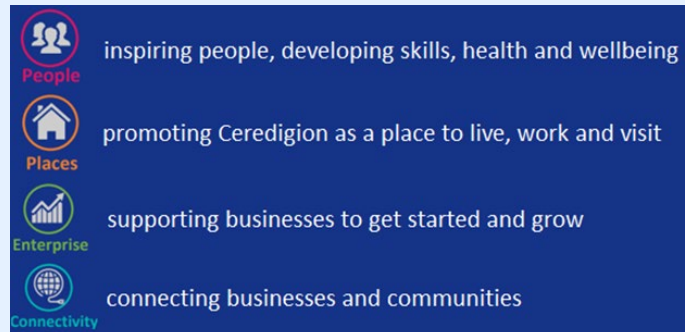 inspiring people, developing skills, health and wellbeing
People
promoting Ceredigion as a place to live, work and visit
Places
supporting businesses to get started and grow
Enterprise
connecting businesses and communities
Connectivity